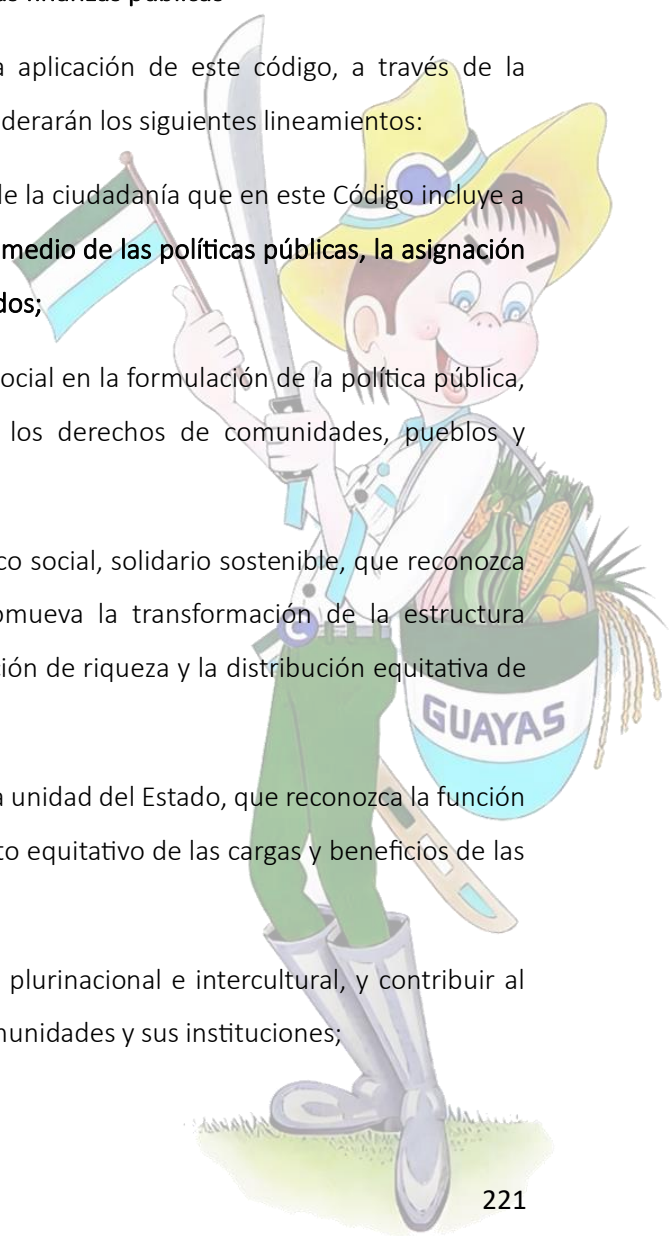 as finanzas públicas
a aplicación de este código, a través de la
derarán los siguientes lineamientos:
de la ciudadanía que en este Código incluye a
medio de las políticas públicas, la asignación
dos;
ocial en la formulación de la política pública,
los derechos de comunidades, pueblos y
co social, solidario sostenible, que reconozca
omueva la transformación de la estructura
ción de riqueza y la distribución equitativa de
GUAYAS
a unidad del Estado, que reconozca la función
to equitativo de las cargas y beneficios de las
plurinacional e intercultural, y contribuir al
munidades y sus instituciones;
221